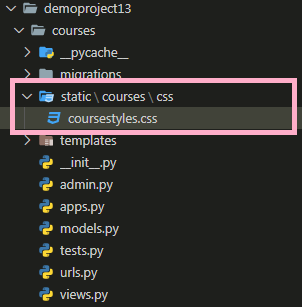 demoproject13
courses
__pycache__
migrations
static \ courses \ css
coursestyles.css
templates
__init__.py
admin.py
apps.py
models.py
tests.py
urls.py
views.py